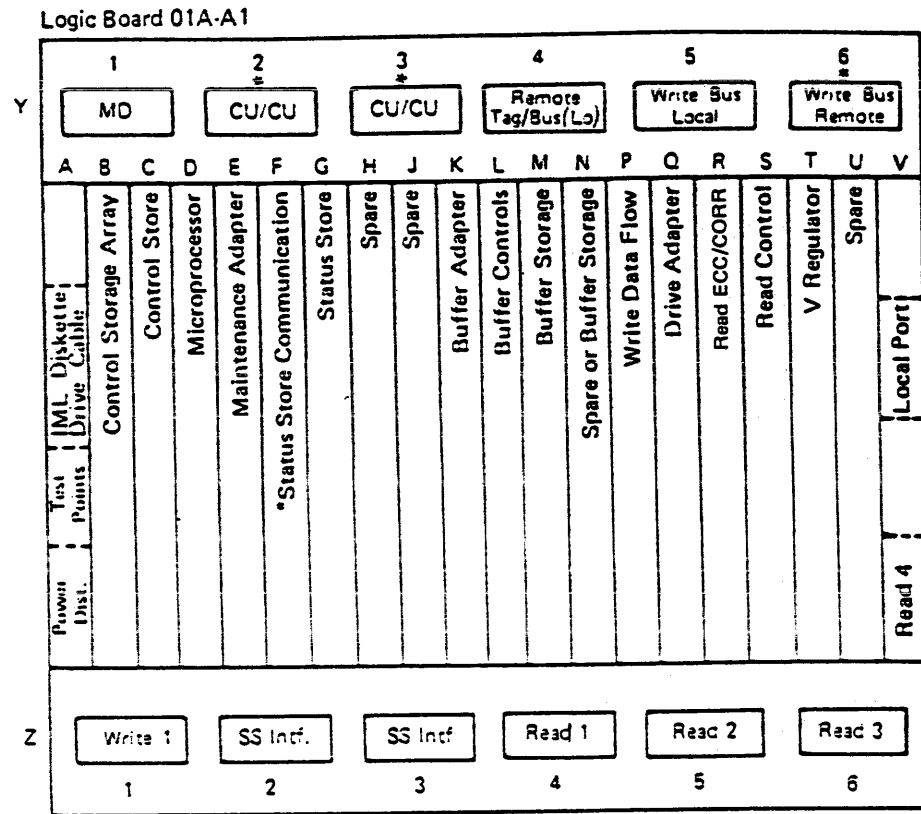 Logic Board 01A-A1
1 2 3 4 5 6
* * *
Y
MD
CU/CU
CU/CU
Remote
Tag/Bus(Lo)
Write Bus
Local
Write Bus
Remote
A B C D E F G H J K L M N P Q R S T U V
IML Diskette
Drive Cable
Test
Points
Power
Dist.
Control Storage Array
Control Store
Microprocessor
Maintenance Adapter
*Status Store Communication
Status Store
Spare
Spare
Buffer Adapter
Buffer Controls
Buffer Storage
Spare or Buffer Storage
Write Data Flow
Drive Adapter
Read ECC/CORR
Read Control
V Regulator
Spare
Local Port
Read 4
Z
Write 1
SS Intf.
SS Intf
Read 1
Read 2
Read 3
1 2 3 4 5 6